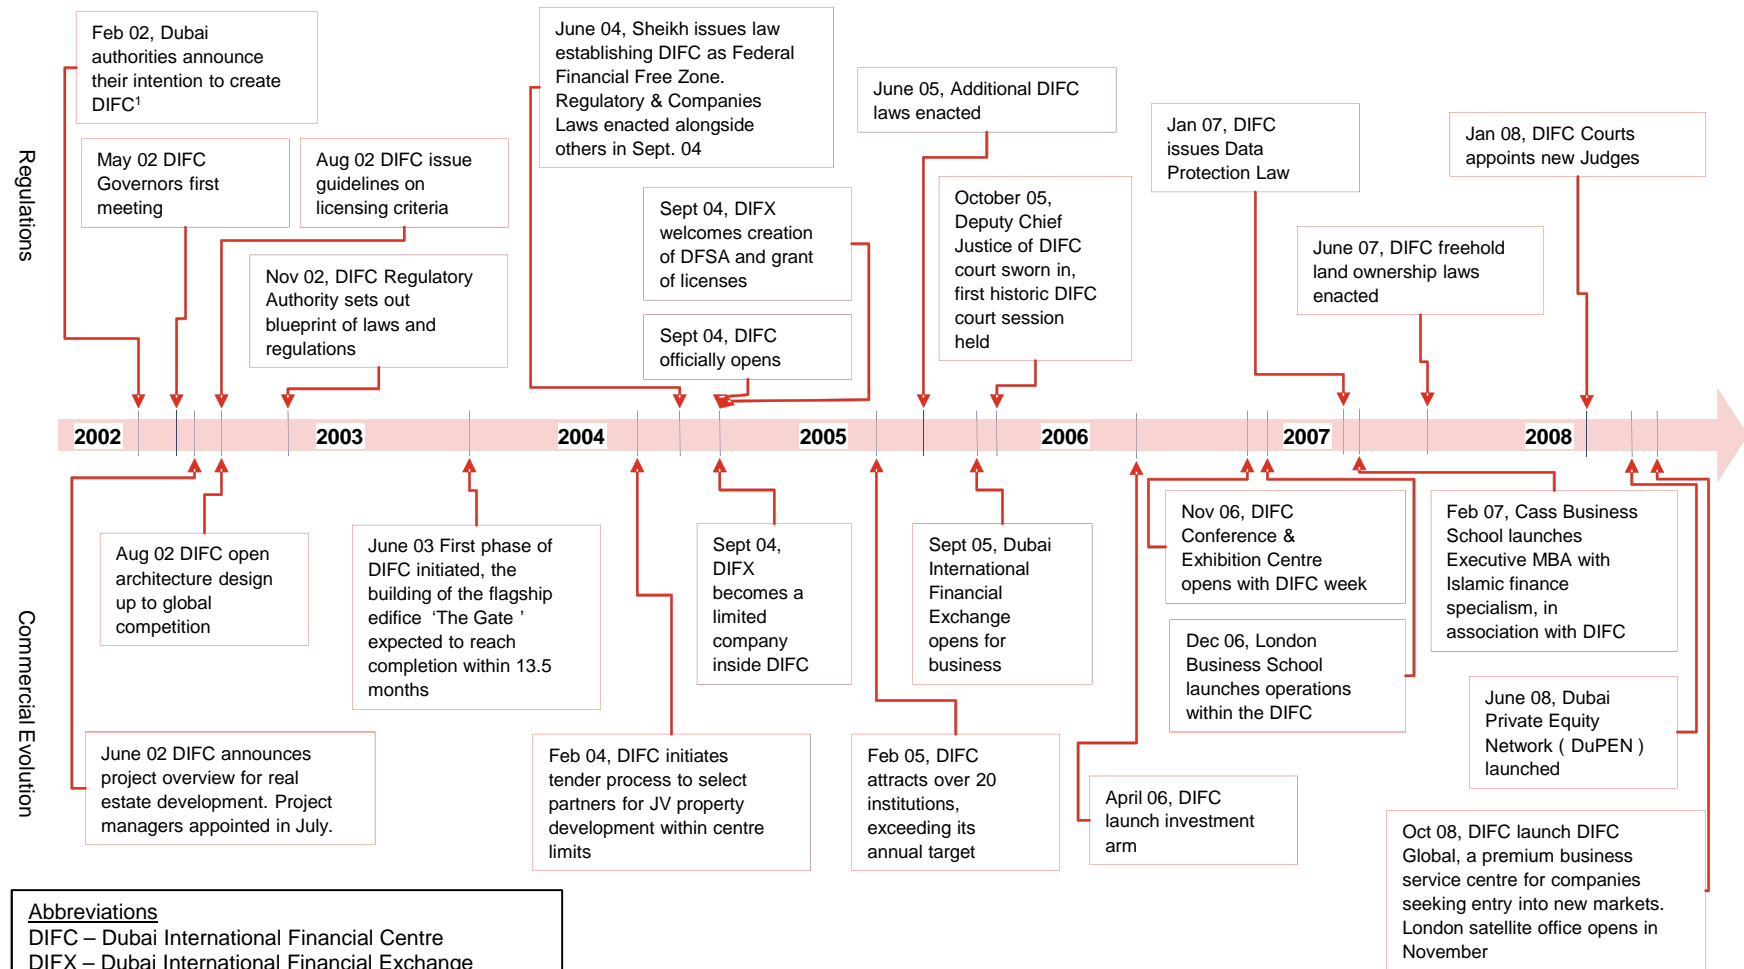 Regulations
Feb 02, Dubai
authorities announce
their intention to create
DIFC1
May 02 DIFC
Governors first
meeting
Aug 02 DIFC issue
guidelines on
licensing criteria
Nov 02, DIFC Regulatory
Authority sets out
blueprint of laws and
regulations
June 04, Sheikh issues law
establishing DIFC as Federal
Financial Free Zone.
Regulatory & Companies
Laws enacted alongside
others in Sept. 04
Sept 04, DIFX
welcomes creation
of DFSA and grant
of licenses
Sept 04, DIFC
officially opens
June 05, Additional DIFC
laws enacted
October 05,
Deputy Chief
Justice of DIFC
court sworn in,
first historic DIFC
court session
held
Jan 07, DIFC
issues Data
Protection Law
June 07, DIFC freehold
land ownership laws
enacted
Jan 08, DIFC Courts
appoints new Judges
2002
2003
2004
2005
2006
2007
2008
Commercial Evolution
Aug 02 DIFC open
architecture design
up to global
competition
June 02 DIFC announces
project overview for real
estate development. Project
managers appointed in July.
June 03 First phase of
DIFC initiated, the
building of the flagship
edifice ‘The Gate ’
expected to reach
completion within 13.5
months
Feb 04, DIFC initiates
tender process to select
partners for JV property
development within centre
limits
Sept 04,
DIFX
becomes a
limited
company
inside DIFC
Feb 05, DIFC
attracts over 20
institutions,
exceeding its
annual target
Sept 05, Dubai
International
Financial
Exchange
opens for
business
April 06, DIFC
launch investment
arm
Nov 06, DIFC
Conference &
Exhibition Centre
opens with DIFC week
Dec 06, London
Business School
launches operations
within the DIFC
Feb 07, Cass Business
School launches
Executive MBA with
Islamic finance
specialism, in
association with DIFC
June 08, Dubai
Private Equity
Network ( DuPEN )
launched
Oct 08, DIFC launch DIFC
Global, a premium business
service centre for companies
seeking entry into new markets.
London satellite office opens in
November
Abbreviations
DIFC – Dubai International Financial Centre
DIFX – Dubai International Financial Exchange